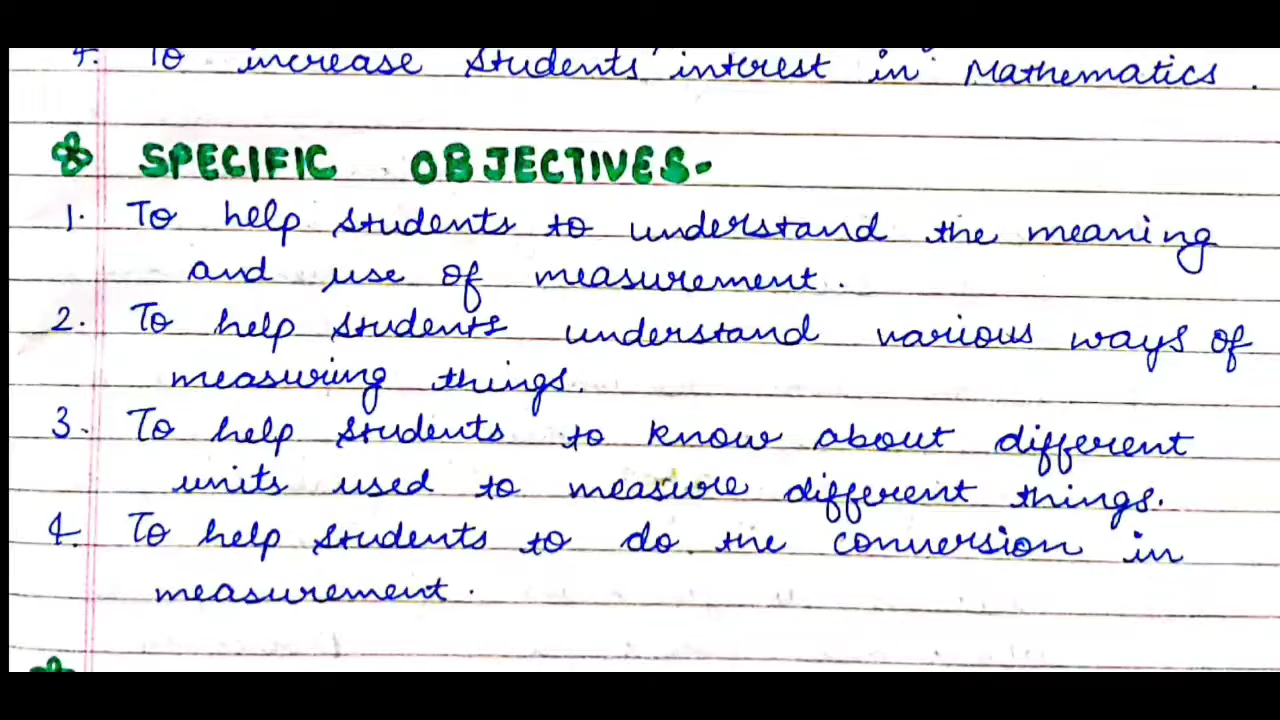 4. To increase students' interest in Mathematics.
SPECIFIC OBJECTIVES.
1. To help students to understand the meaning
and use of measurement.
2. To help students understand various ways of
measuring things.
3. To help students to know about different
units used to measure different things.
4. To help students to do the conversion in
measurement.